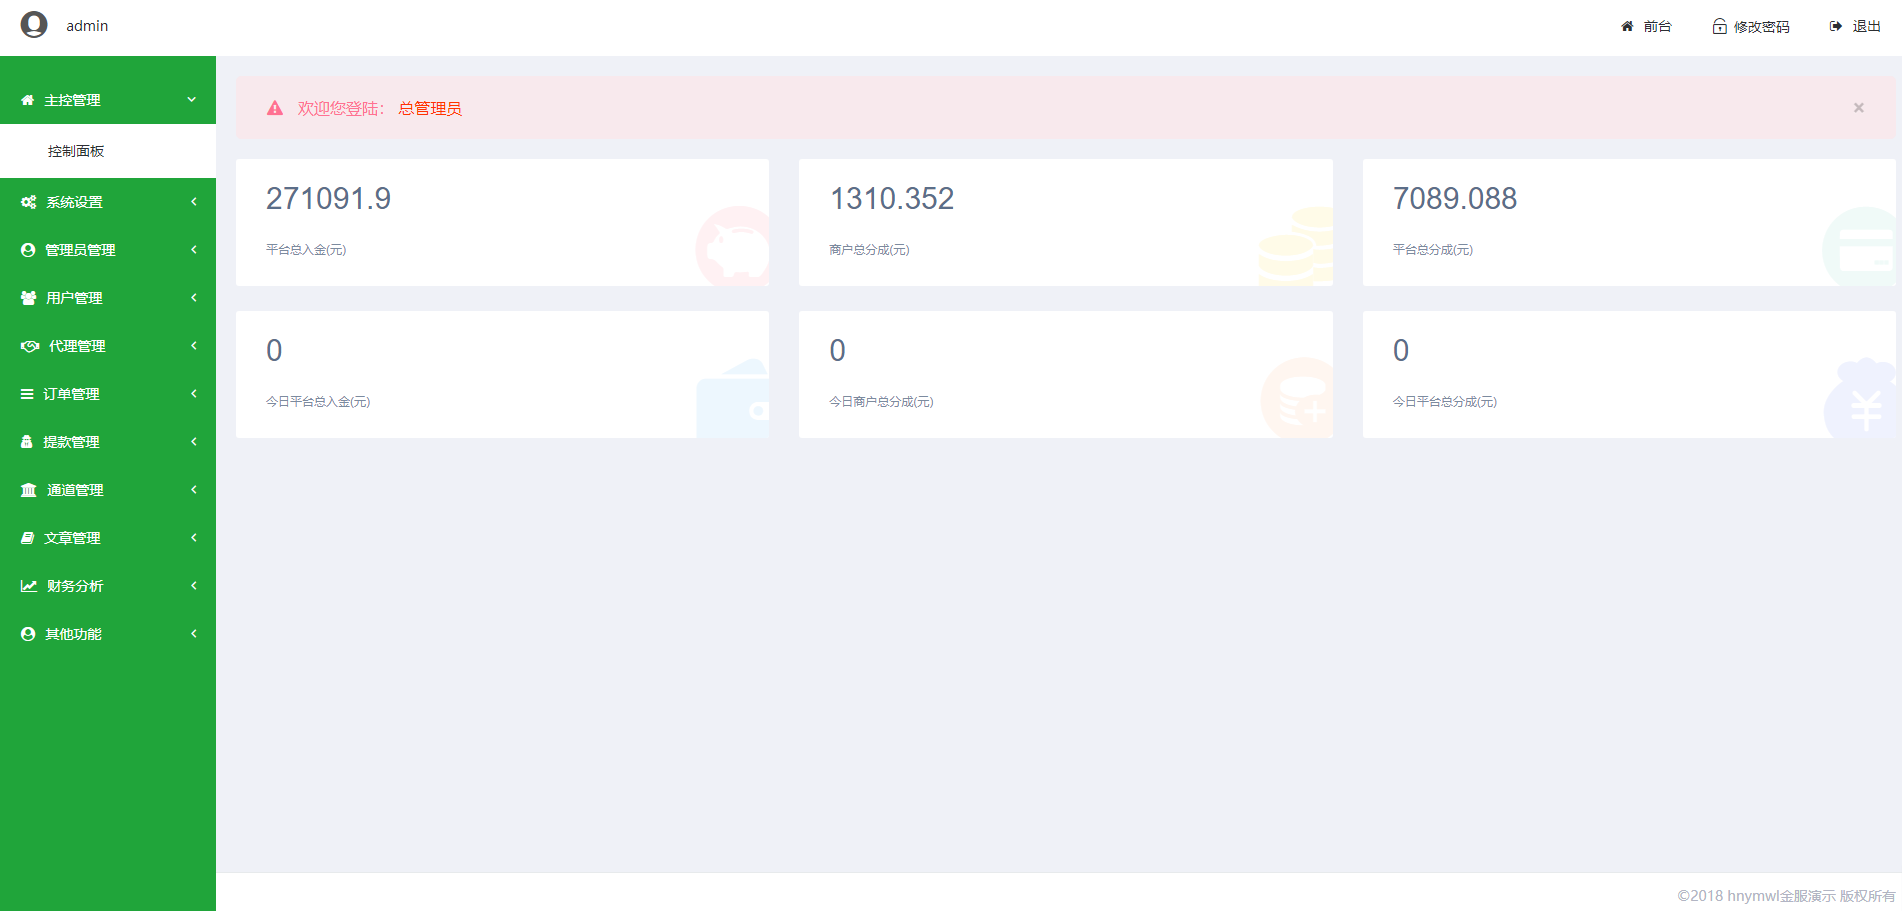 admin
前台
修改密码
退出
主控管理
控制面板
系统设置
管理员管理
用户管理
代理管理
订单管理
提款管理
通道管理
文章管理
财务分析
其他功能
欢迎您登陆： 总管理员
×
271091.9
平台总入金(元)
1310.352
商户总分成(元)
7089.088
平台总分成(元)
0
今日平台总入金(元)
0
今日商户总分成(元)
0
今日平台总分成(元)
©2018 hnymwl金服演示 版权所有